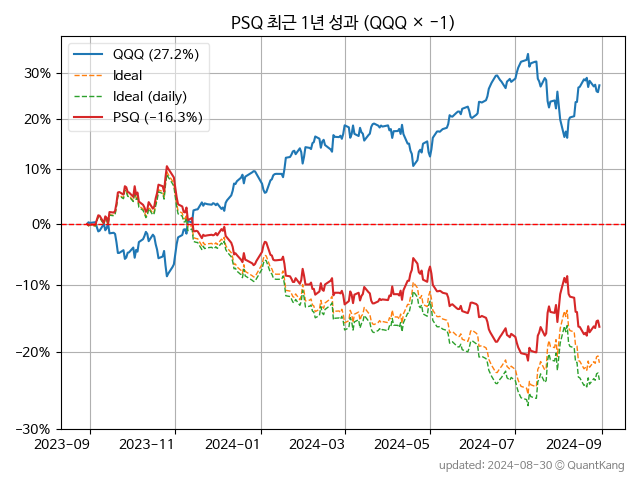 PSQ 최근 1년 성과 (QQQ × −1)
QQQ (27.2%)
Ideal
Ideal (daily)
PSQ (−16.3%)
30%
20%
10%
0%
−10%
−20%
−30%
2023-09 2023-11 2024-01 2024-03 2024-05 2024-07 2024-09
updated: 2024-08-30 © QuantKang